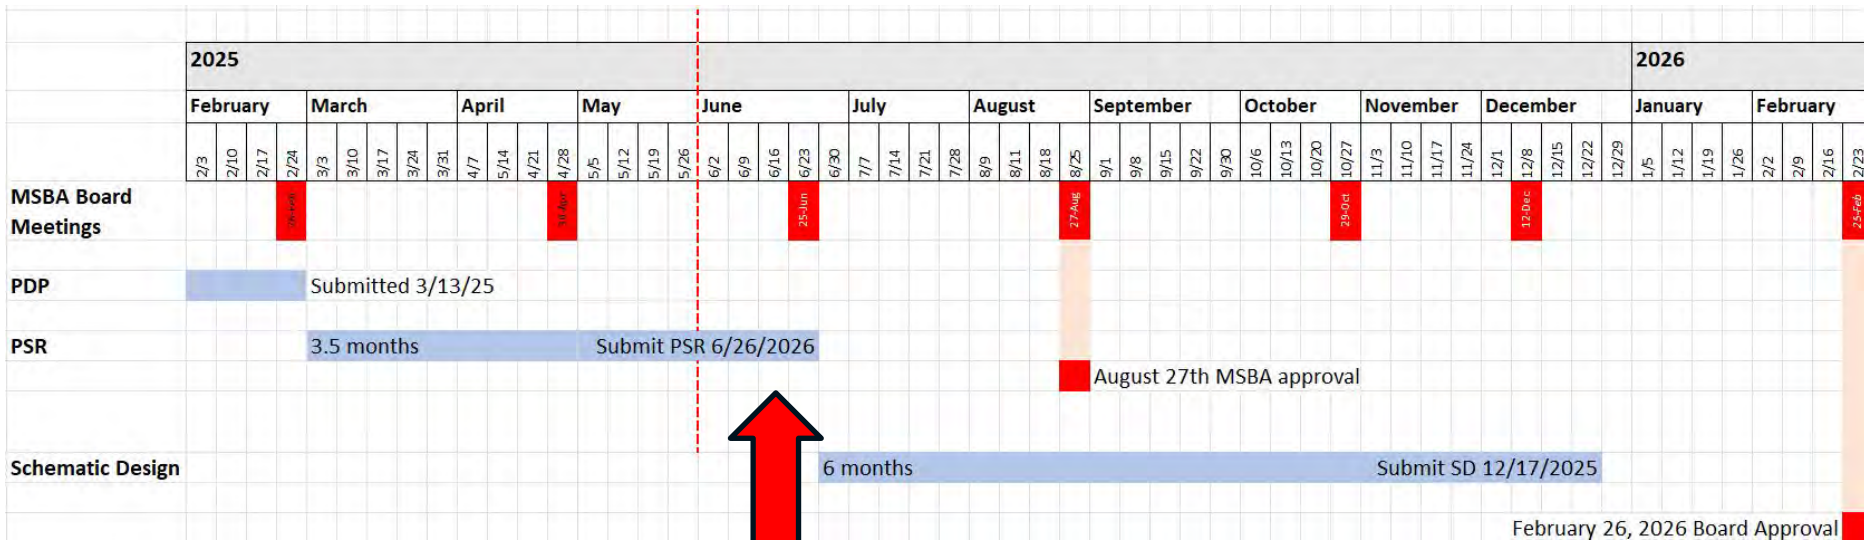 2025 2026
February March April May June July August September October November December January February
2/3 2/10 2/17 2/24 3/3 3/10 3/17 3/24 3/31 4/7 5/14 4/21 4/28 5/5 5/12 5/19 5/26 6/2 6/9 6/16 6/23 6/30 7/7 7/14 7/21 7/28 8/9 8/11 8/18 8/25 9/1 9/8 9/15 9/22 9/30 10/6 10/13 10/20 10/27 11/3 11/10 11/17 11/24 12/1 12/8 12/15 12/22 12/29 1/5 1/12 1/19 1/26 2/2 2/9 2/16 2/23
MSBA Board
Meetings
26-Feb 30-Apr 25-Jun 27-Aug 29-Oct 12-Dec 25-Feb
PDP Submitted 3/13/25
PSR 3.5 months Submit PSR 6/26/2026
August 27th MSBA approval
Schematic Design 6 months Submit SD 12/17/2025
February 26, 2026 Board Approval